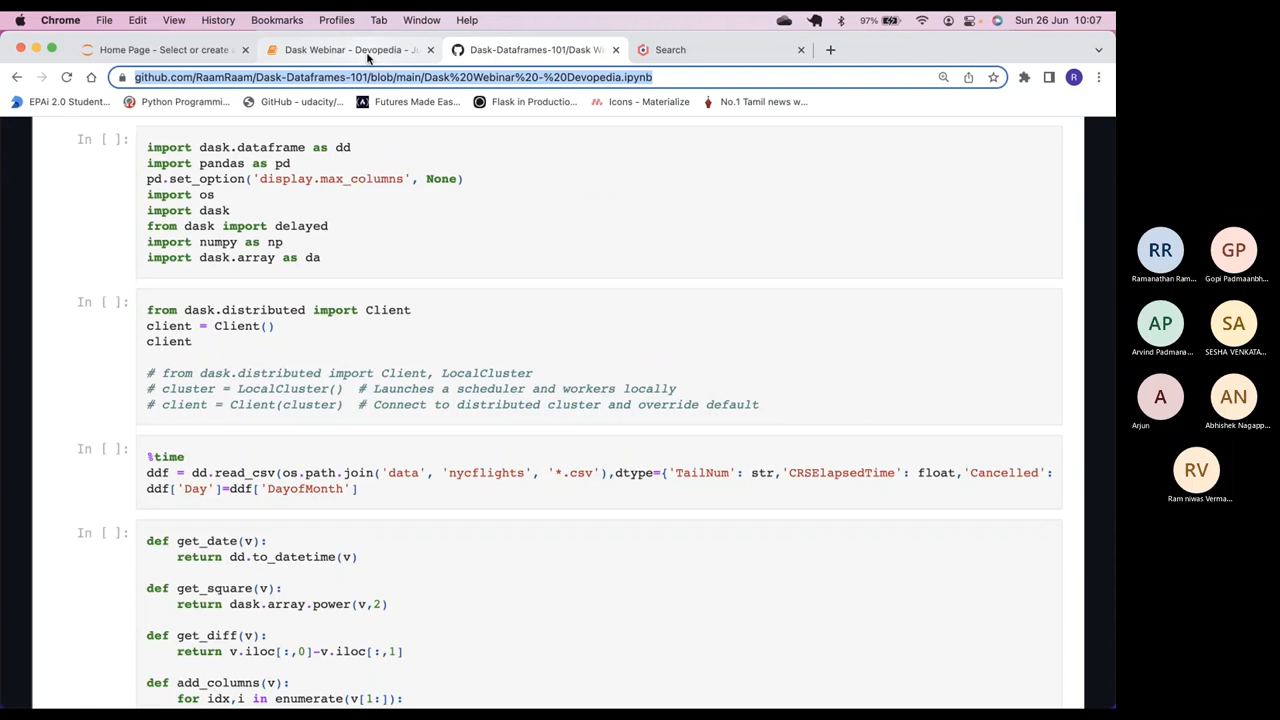 Chrome File Edit View History Bookmarks Profiles Tab Window Help 97% Sun 26 Jun 10:07
Home Page - Select or create a Dask Webinar - Devopedia - Ju Dask-Dataframes-101/Dask We Search
github.com/RaamRaam/Dask-Dataframes-101/blob/main/Dask%20Webinar%20-%20Devopedia.ipynb R
EPAi 2.0 Student... Python Programmi... GitHub - udacity/... Futures Made Eas... Flask in Productio... Icons - Materialize No.1 Tamil news w...
In [ ]:
import dask.dataframe as dd
import pandas as pd
pd.set_option('display.max_columns', None)
import os
import dask
from dask import delayed
import numpy as np
import dask.array as da
In [ ]:
from dask.distributed import Client
client = Client()
client
# from dask.distributed import Client, LocalCluster
# cluster = LocalCluster()  # Launches a scheduler and workers locally
# client = Client(cluster)  # Connect to distributed cluster and override default
In [ ]:
%time
ddf = dd.read_csv(os.path.join('data', 'nycflights', '*.csv'),dtype={'TailNum': str,'CRSElapsedTime': float,'Cancelled':
ddf['Day']=ddf['DayofMonth']
In [ ]:
def get_date(v):
return dd.to_datetime(v)
def get_square(v):
return dask.array.power(v,2)
def get_diff(v):
return v.iloc[:,0]-v.iloc[:,1]
def add_columns(v):
for idx,i in enumerate(v[1:]):
RR GP
Ramanathan Ram... Gopi Padmaanbh...
AP SA
Arvind Padmana... SESHA VENKATA...
A AN
Arjun Abhishek Nagapp...
RV
Ram niwas Verma...